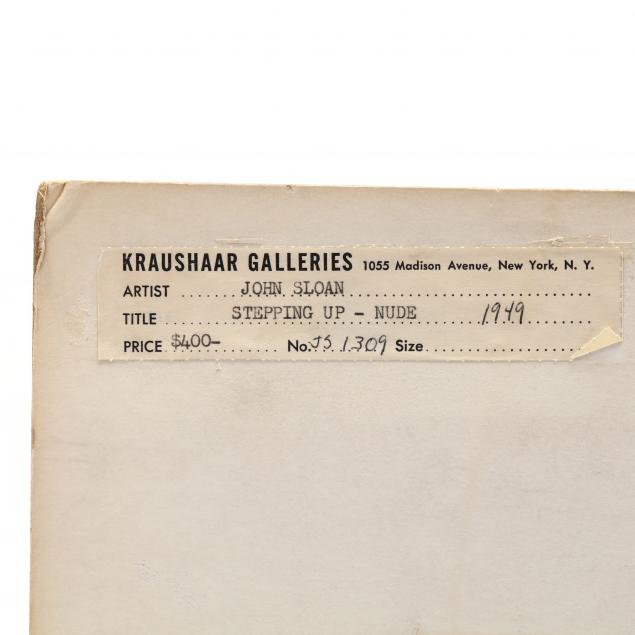 KRAUSHAAR GALLERIES 1055 Madison Avenue, New York, N. Y.
ARTIST ...... JOHN SLOAN ......
TITLE ...... STEPPING UP - NUDE ...... 1949 ......
PRICE $400- ...... No. JS 1309 Size ......